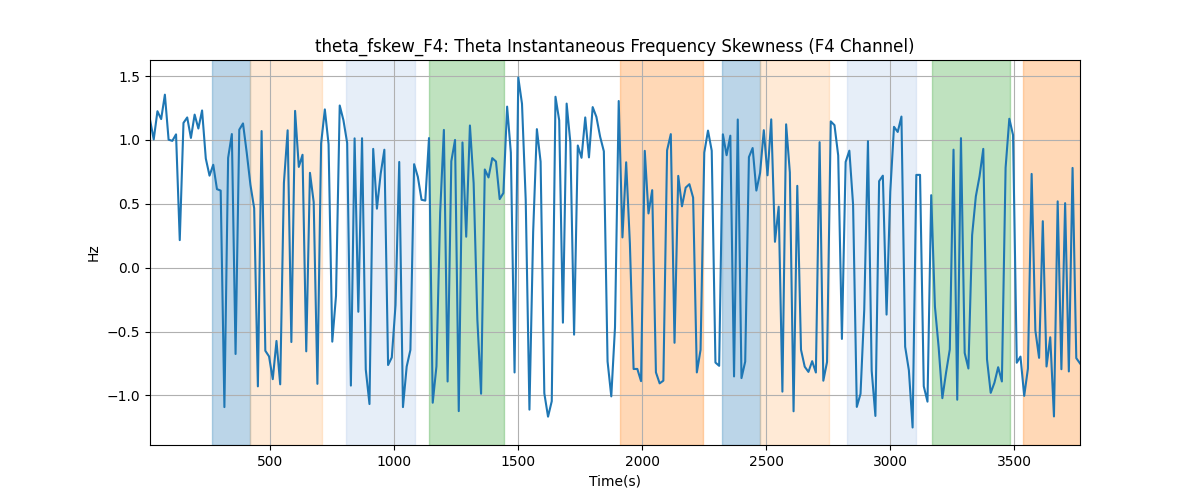 theta_fskew_F4: Theta Instantaneous Frequency Skewness (F4 Channel)
1.5
1.0
0.5
0.0
−0.5
−1.0
Hz
500 1000 1500 2000 2500 3000 3500
Time(s)